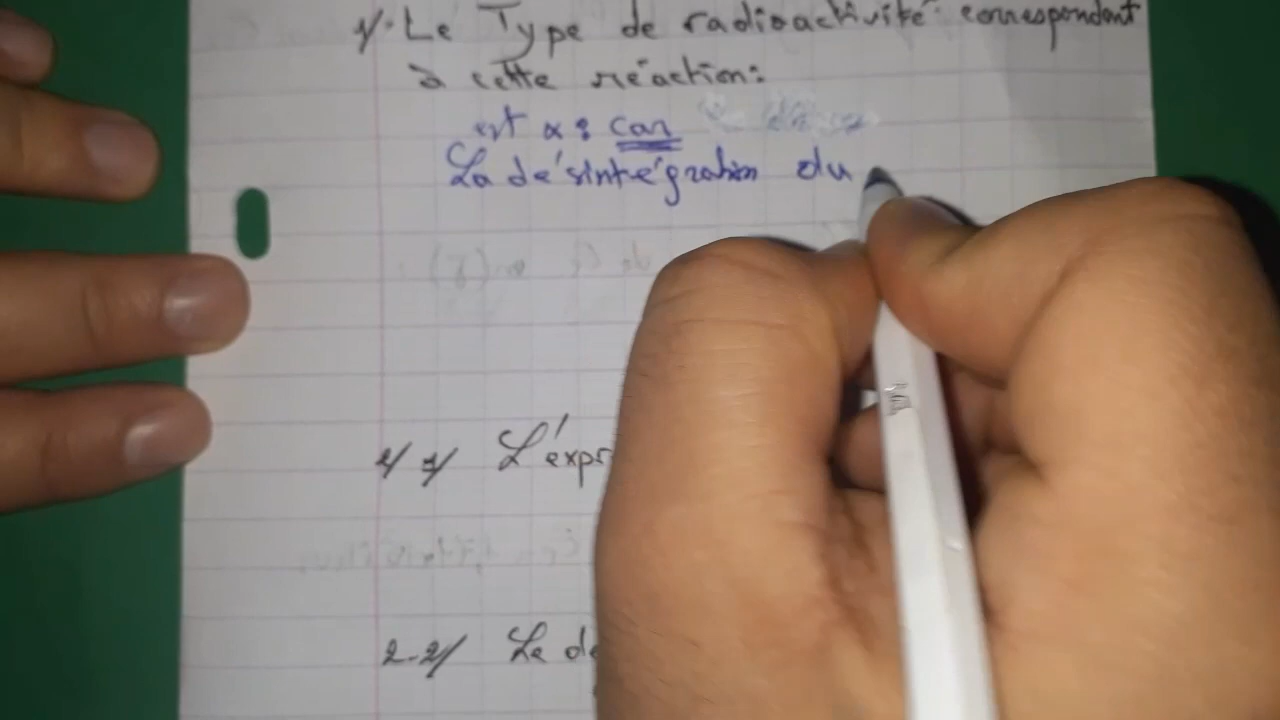 1/- Le Type de radioactivité correspondant
à cette réaction:
est α : car
La désintégration du
2/ 1/ L'expr
2-2/ Le de